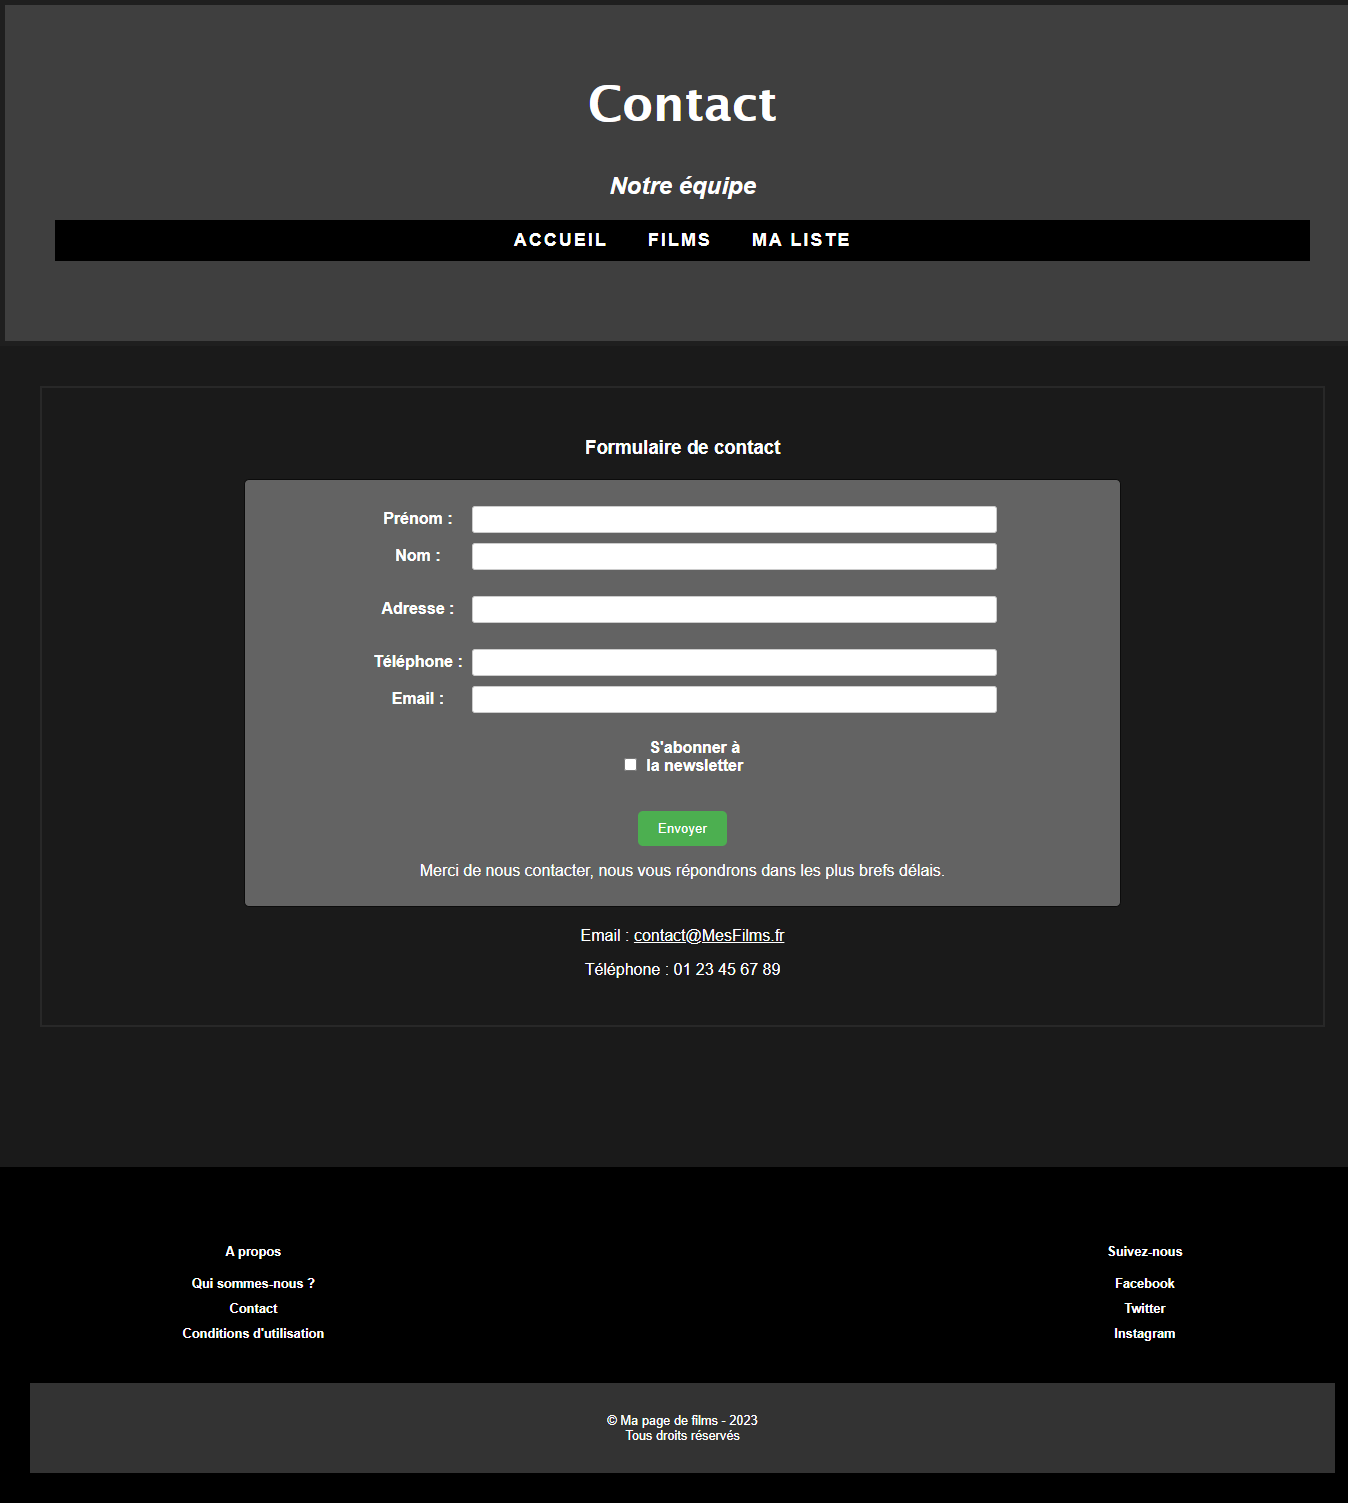 Contact
Notre équipe
ACCUEIL FILMS MA LISTE
Formulaire de contact
Prénom :
Nom :
Adresse :
Téléphone :
Email :
S'abonner à
la newsletter
Envoyer
Merci de nous contacter, nous vous répondrons dans les plus brefs délais.
Email : contact@MesFilms.fr
Téléphone : 01 23 45 67 89
A propos
Qui sommes-nous ?
Contact
Conditions d'utilisation
Suivez-nous
Facebook
Twitter
Instagram
© Ma page de films - 2023
Tous droits réservés